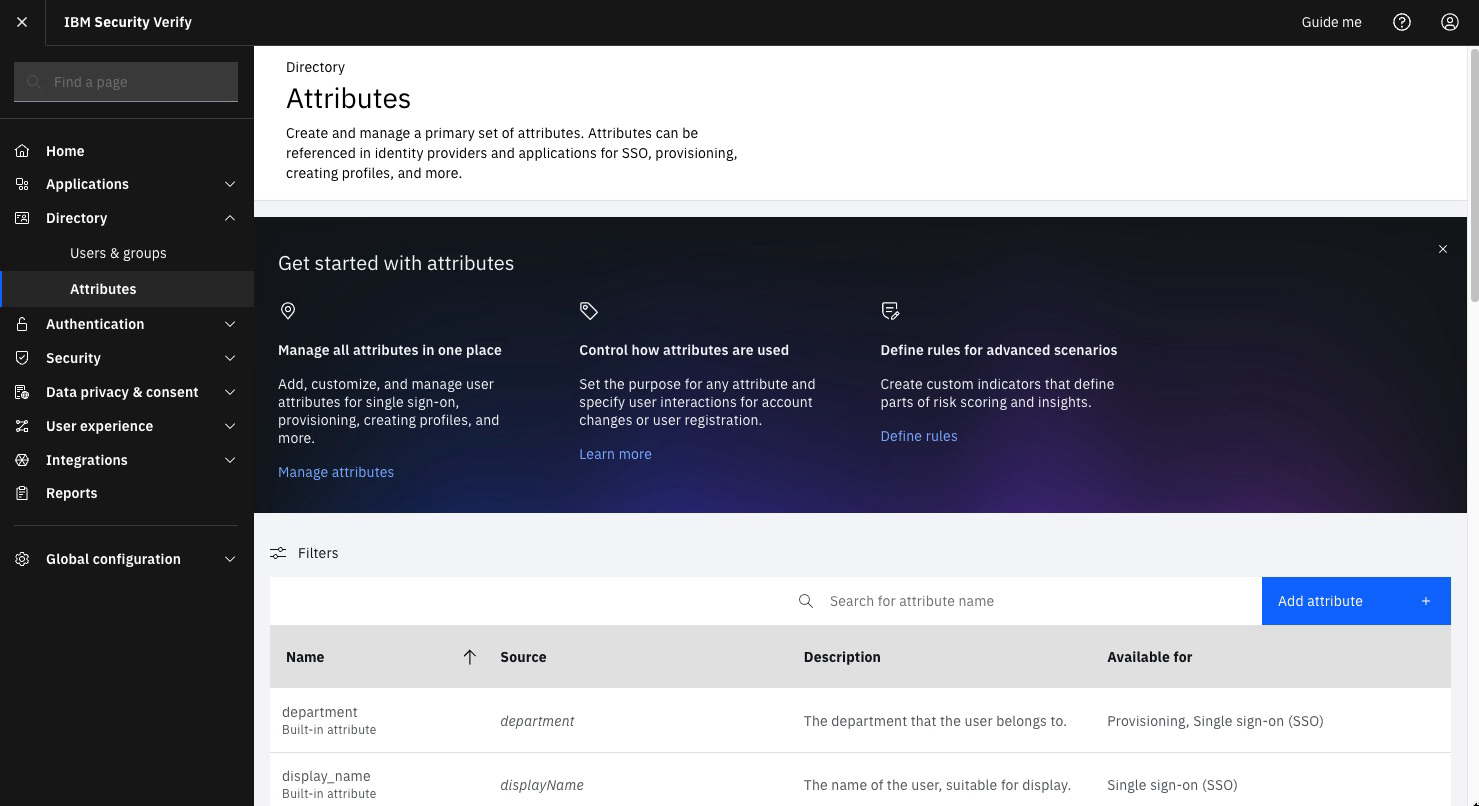 IBM Security Verify
Guide me
Find a page
Home
Applications
Directory
Users & groups
Attributes
Authentication
Security
Data privacy & consent
User experience
Integrations
Reports
Global configuration
Directory
Attributes
Create and manage a primary set of attributes. Attributes can be
referenced in identity providers and applications for SSO, provisioning,
creating profiles, and more.
Get started with attributes
Manage all attributes in one place
Add, customize, and manage user
attributes for single sign-on,
provisioning, creating profiles, and
more.
Manage attributes
Control how attributes are used
Set the purpose for any attribute and
specify user interactions for account
changes or user registration.
Learn more
Define rules for advanced scenarios
Create custom indicators that define
parts of risk scoring and insights.
Define rules
Filters
Search for attribute name
Add attribute +
Name Source Description Available for
department department The department that the user belongs to. Provisioning, Single sign-on (SSO)
Built-in attribute
display_name displayName The name of the user, suitable for display. Single sign-on (SSO)
Built-in attribute